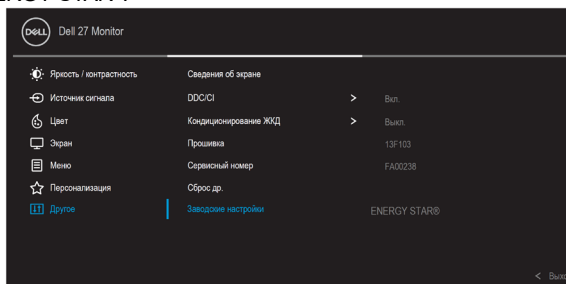 DELL Dell 27 Monitor
Яркость / контрастность Сведения об экране
Источник сигнала DDC/CI > Вкл.
Цвет Кондиционирование ЖКД > Выкл.
Экран Прошивка 13F103
Меню Сервисный номер FA00238
Персонализация Сброс др.
Другое Заводские настройки ENERGY STAR®